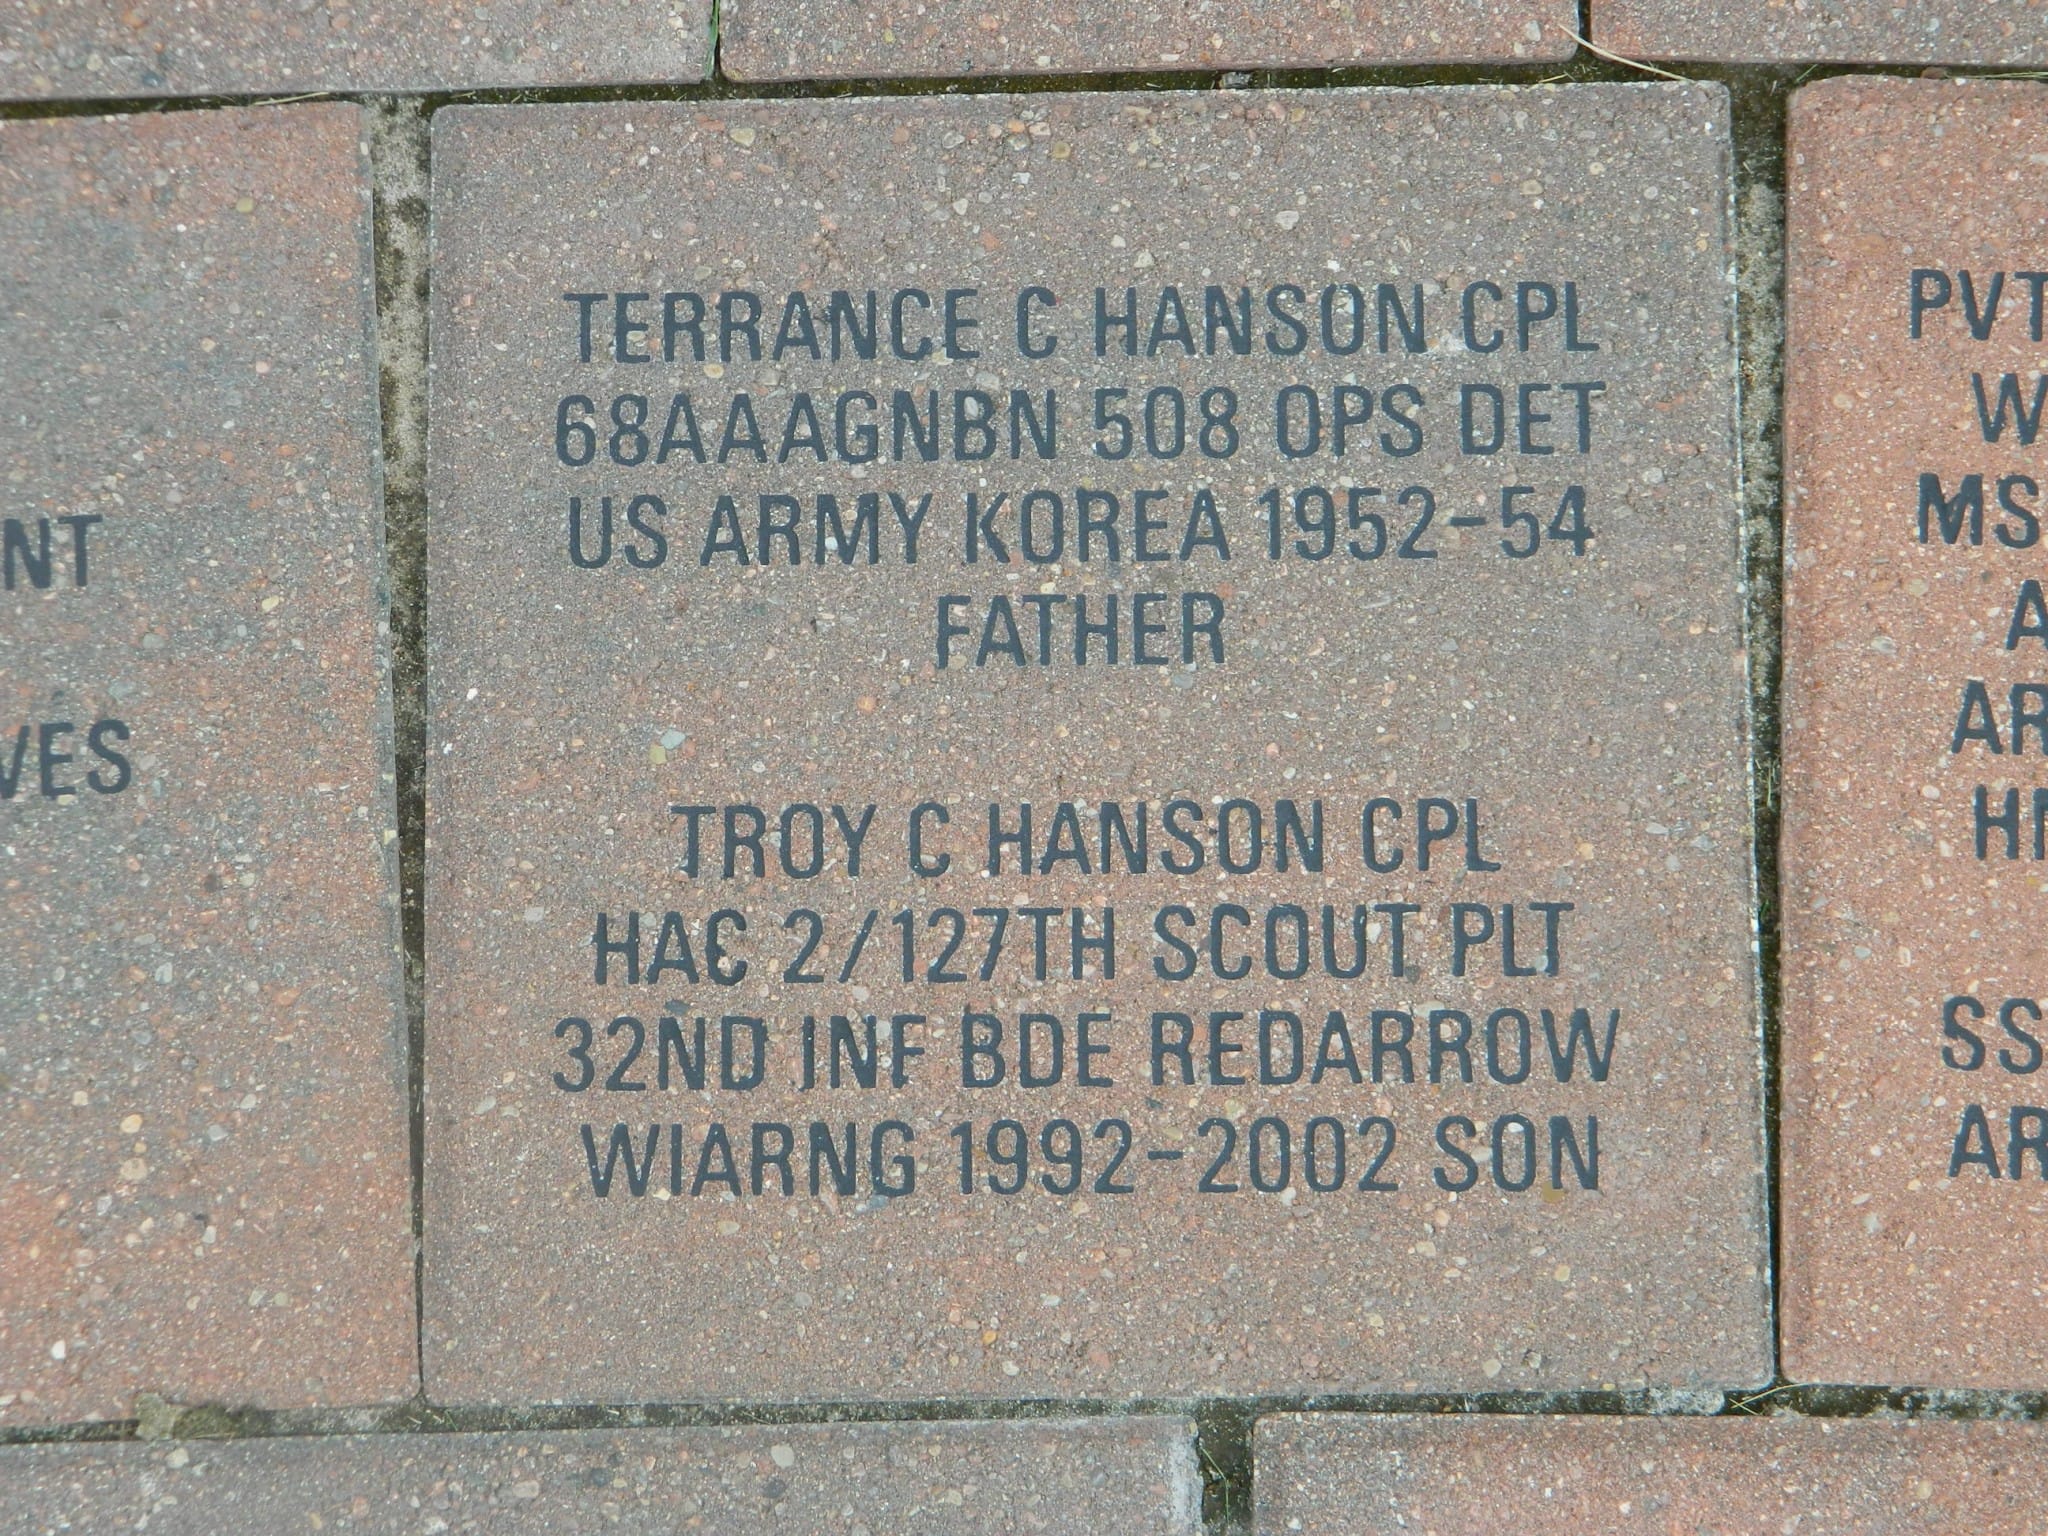 TERRANCE C HANSON CPL
68AAAGNBN 508 OPS DET
US ARMY KOREA 1952-54
FATHER
TROY C HANSON CPL
HAC 2/127TH SCOUT PLT
32ND INF BDE REDARROW
WIARNG 1992-2002 SON
PVT